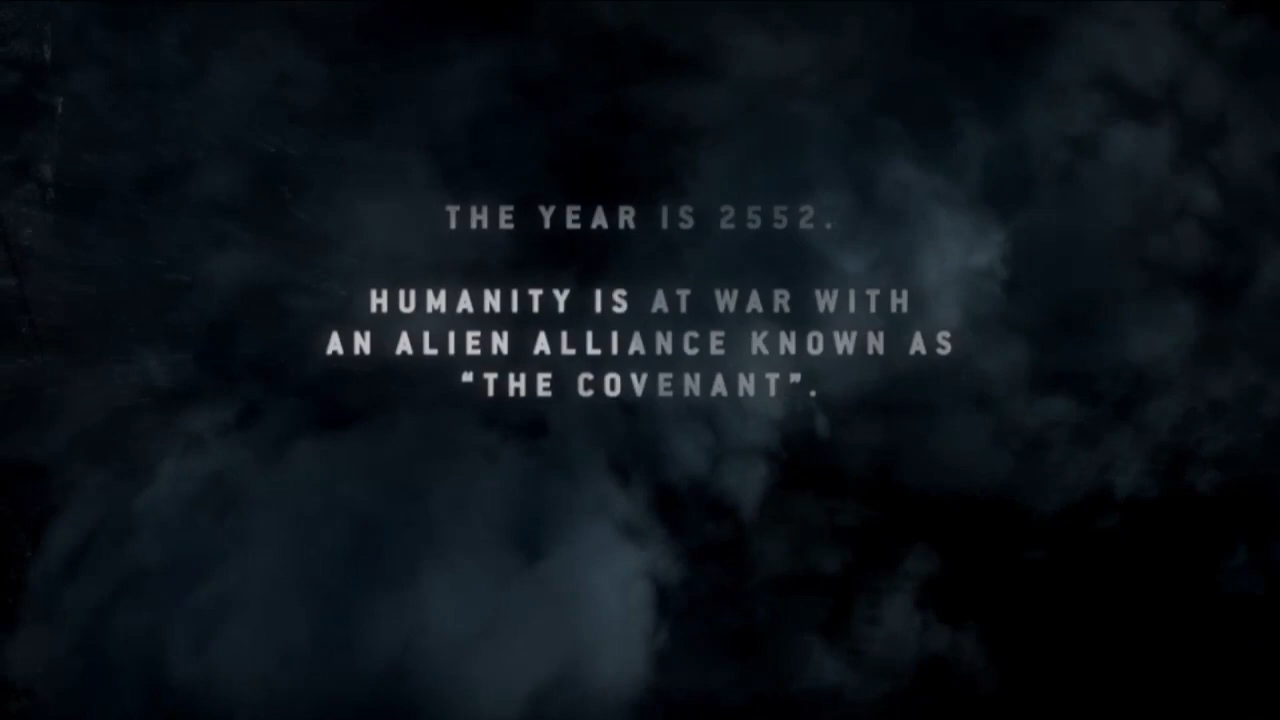 THE YEAR IS 2552.
HUMANITY IS AT WAR WITH
AN ALIEN ALLIANCE KNOWN AS
“THE COVENANT”.